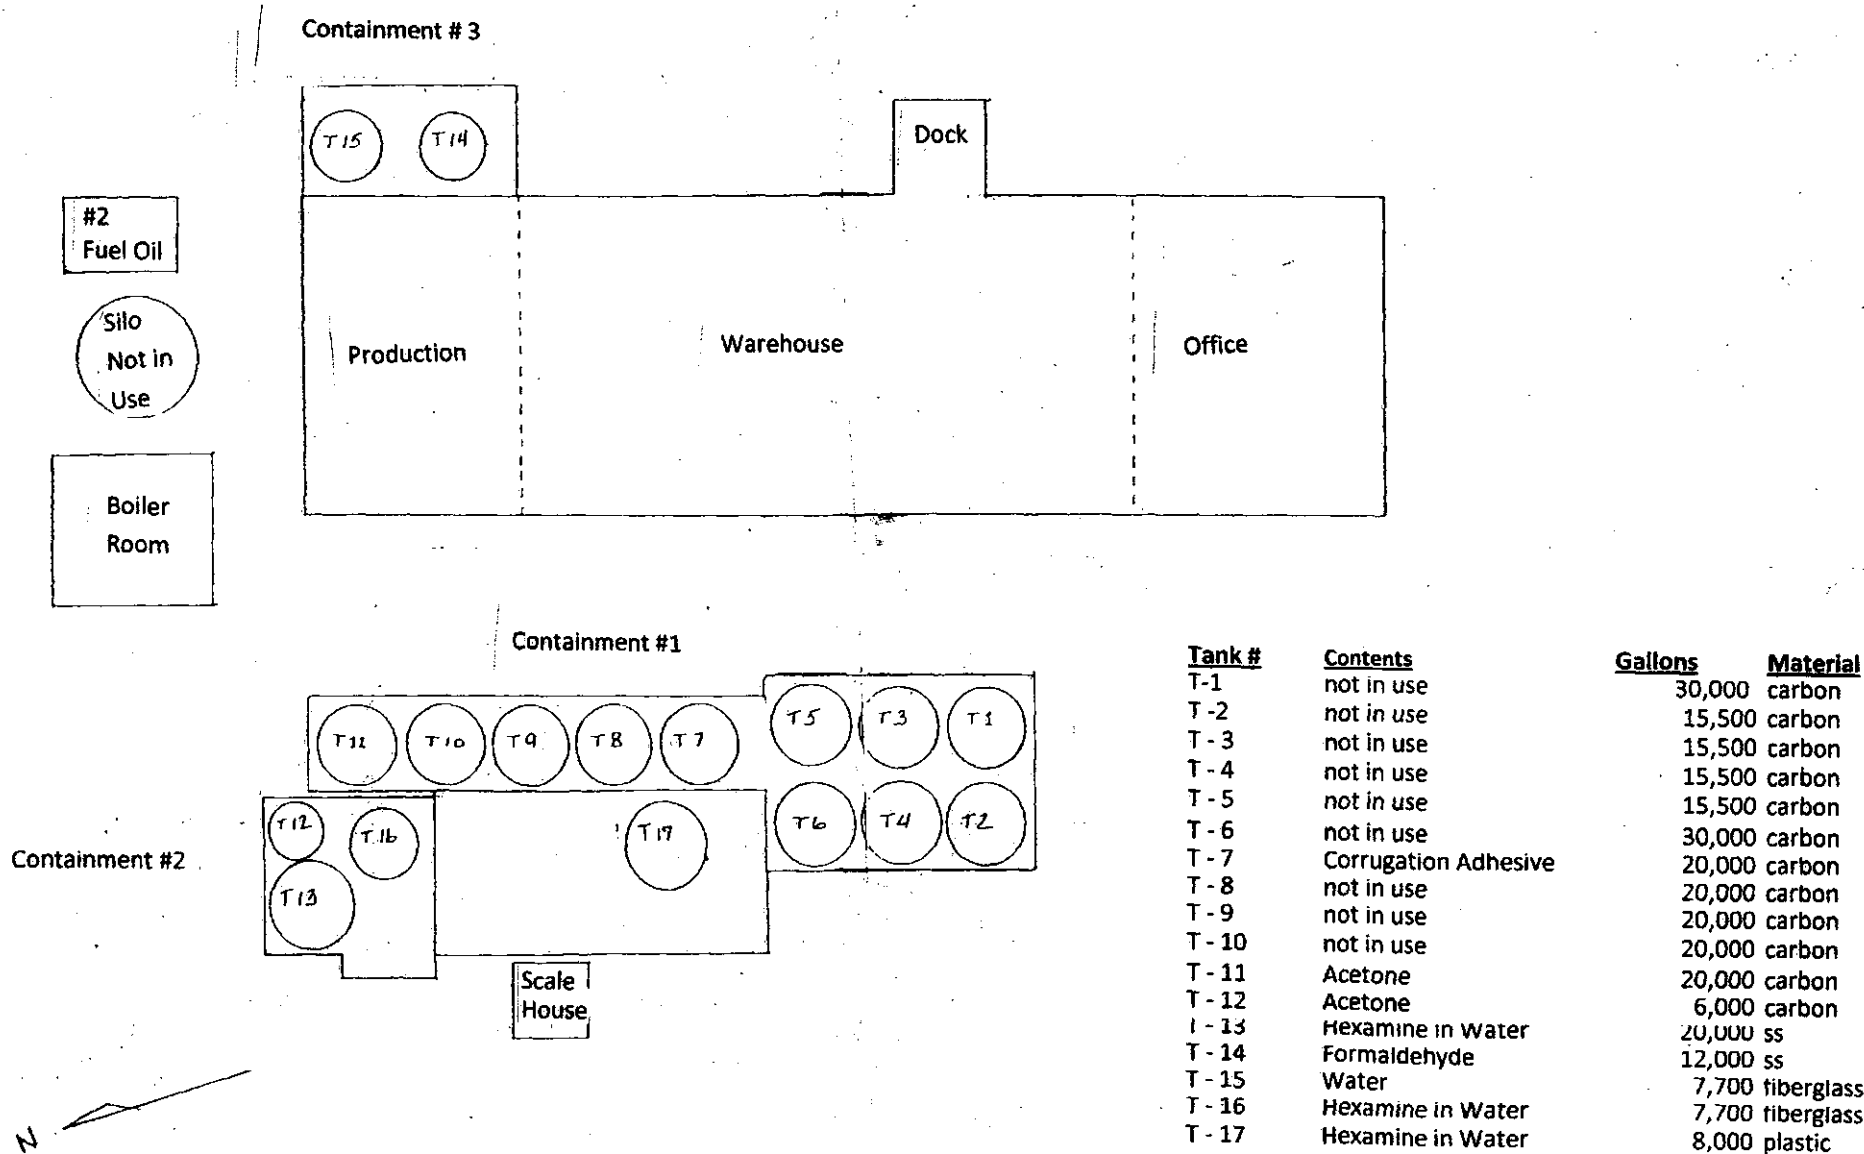 Containment # 3
T15
T14
Dock
#2
Fuel Oil
Silo
Not in
Use
Production
Warehouse
Office
Boiler
Room
Containment #1
T11
T10
T9
T8
T7
T5
T3
T1
T6
T4
T2
T12
T16
T17
T13
Containment #2
Scale
House
N
Tank # Contents Gallons Material
T-1 not in use 30,000 carbon
T -2 not in use 15,500 carbon
T - 3 not in use 15,500 carbon
T - 4 not in use 15,500 carbon
T - 5 not in use 15,500 carbon
T - 6 not in use 30,000 carbon
T - 7 Corrugation Adhesive 20,000 carbon
T - 8 not in use 20,000 carbon
T - 9 not in use 20,000 carbon
T - 10 not in use 20,000 carbon
T - 11 Acetone 20,000 carbon
T - 12 Acetone 6,000 carbon
T - 13 Hexamine in Water 20,000 ss
T - 14 Formaldehyde 12,000 ss
T - 15 Water 7,700 fiberglass
T - 16 Hexamine in Water 7,700 fiberglass
T - 17 Hexamine in Water 8,000 plastic